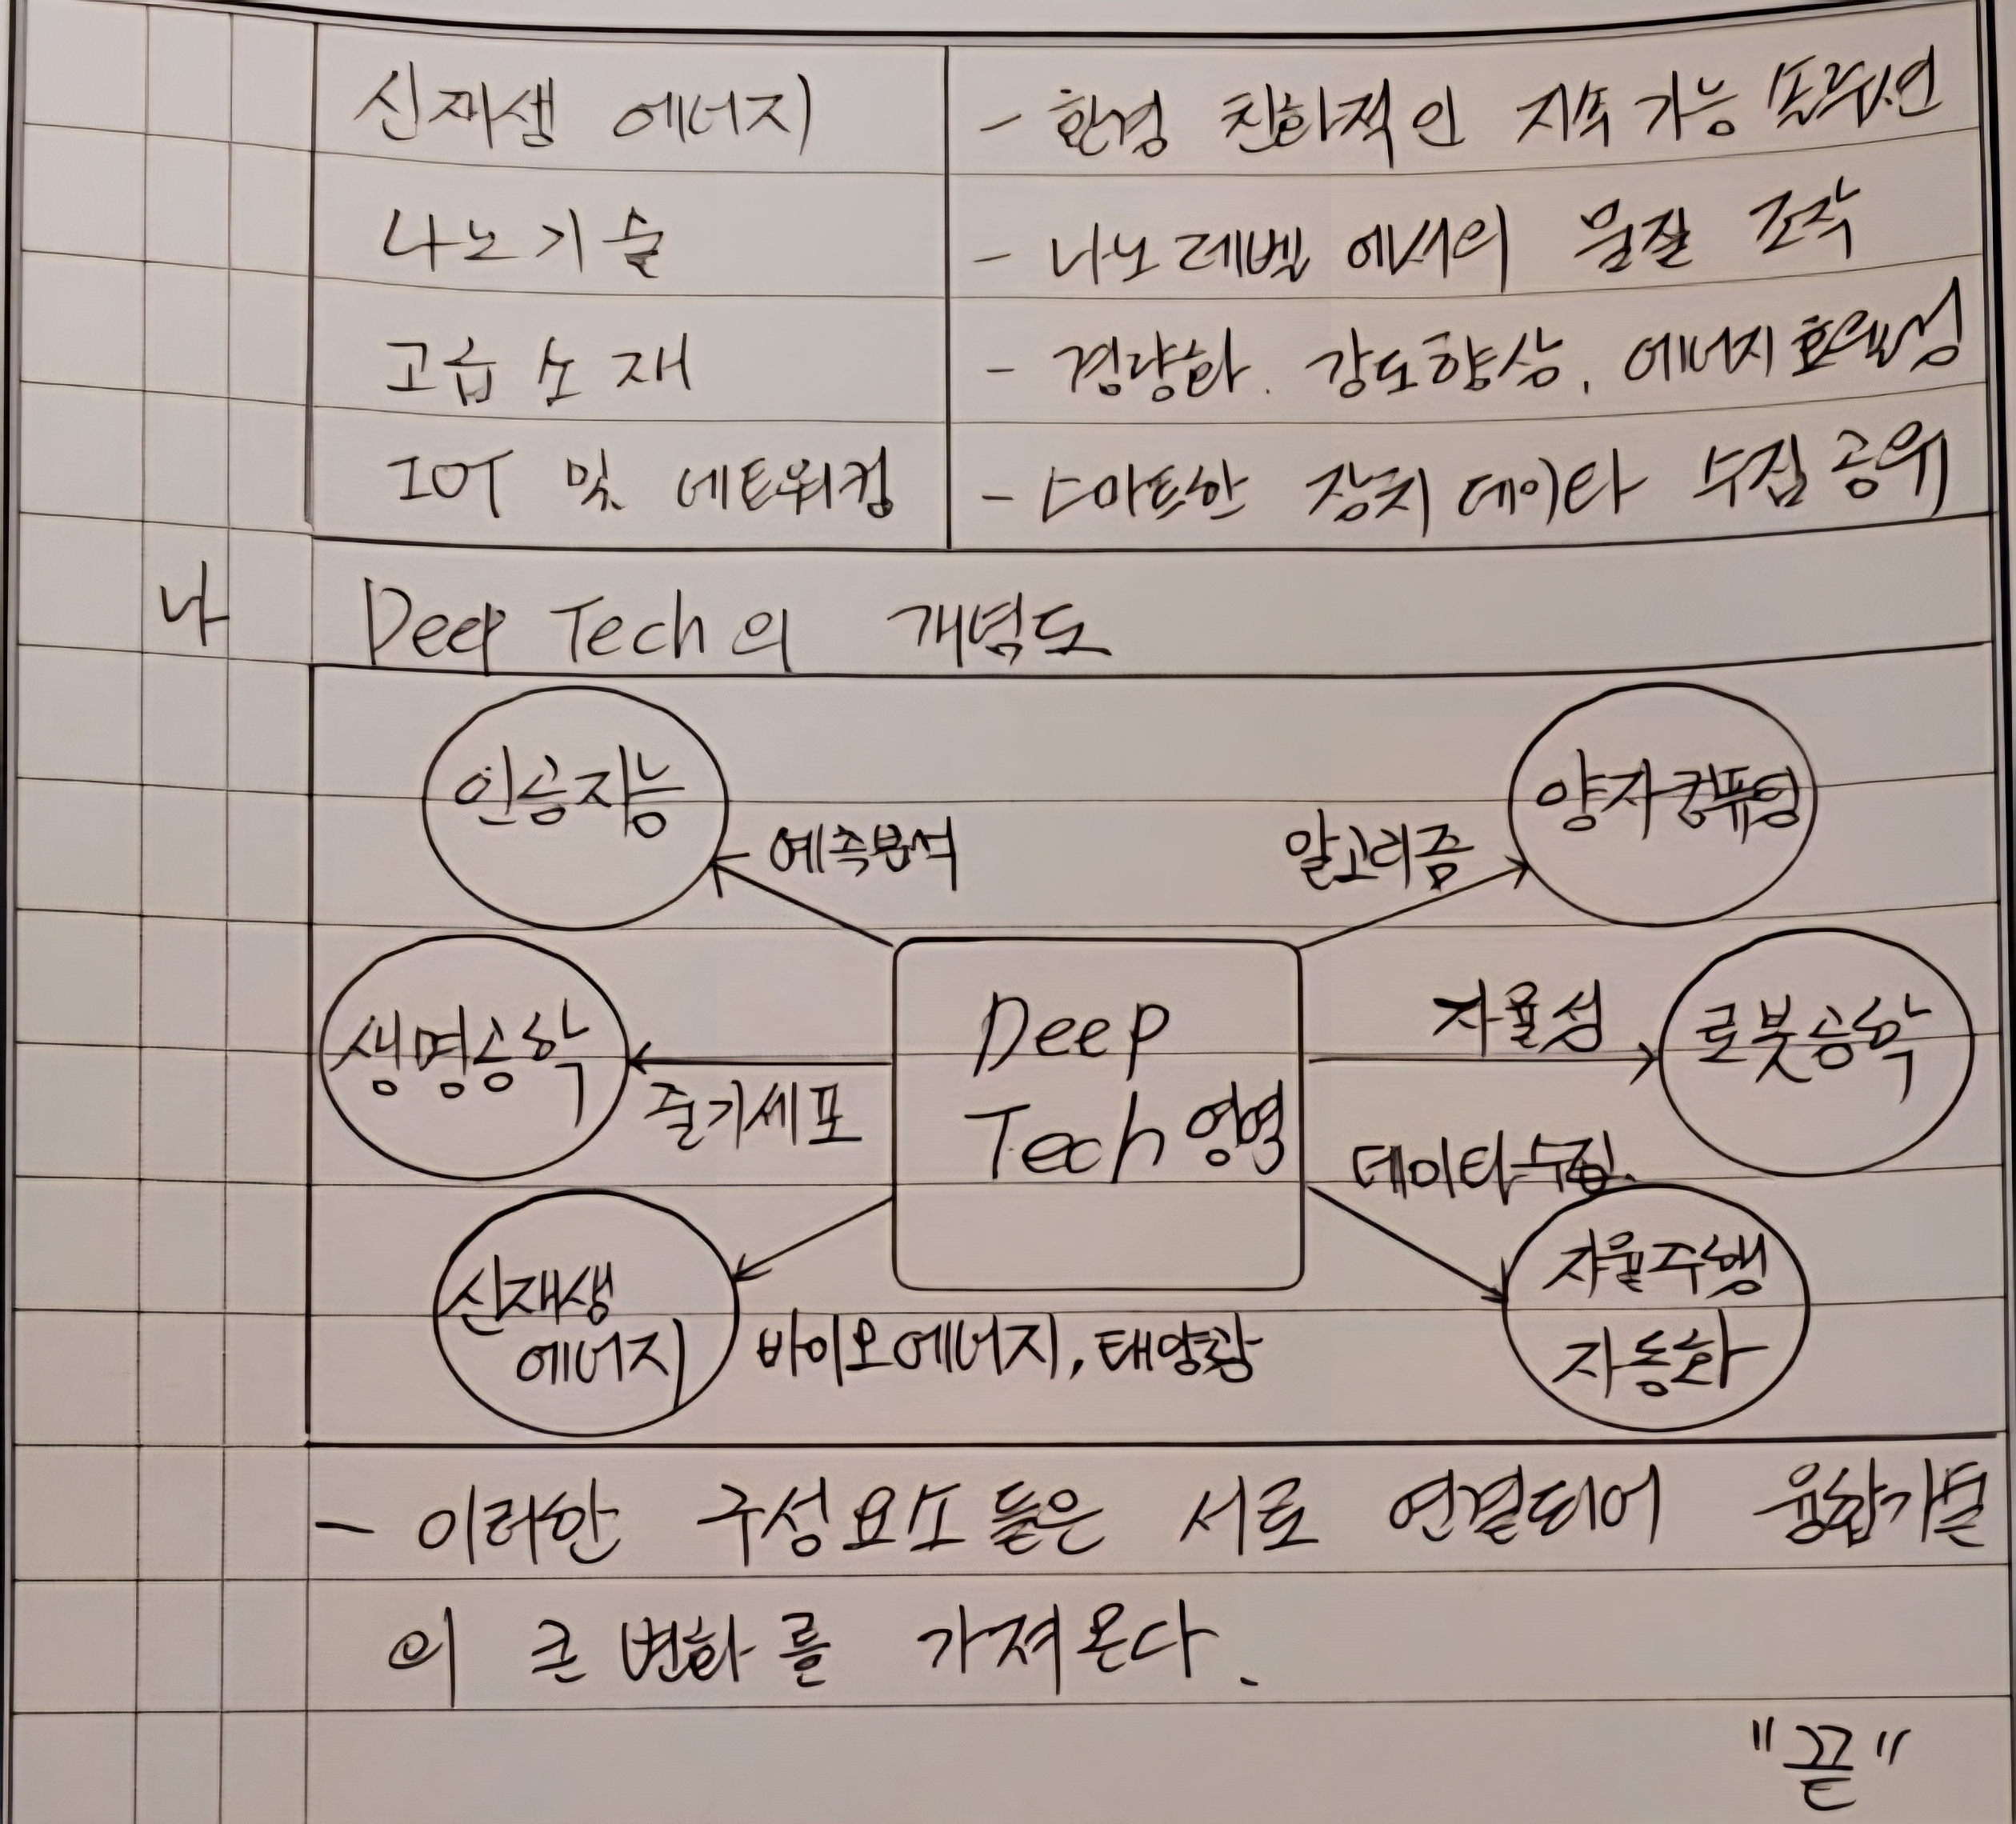 신재생 에너지 - 환경 친화적인 지속 가능 솔루션
나노기술 - 나노레벨에서의 물질 조작
고급소재 - 경량화. 강도향상, 에너지효율성
IOT 및 네트워킹 - 스마트한 장치 데이타 수집 공유
나 Deep Tech의 개념도
인공지능 양자컴퓨팅
예측분석 알고리즘
생명공학 Deep 자율성 로봇공학
줄기세포 Tech 영역 데이타수집
신재생 자율주행
에너지 바이오에너지, 태양광 자동화
- 이러한 구성요소들은 서로 연결되어 융합기술
의 큰 변화를 가져온다.
"끝"